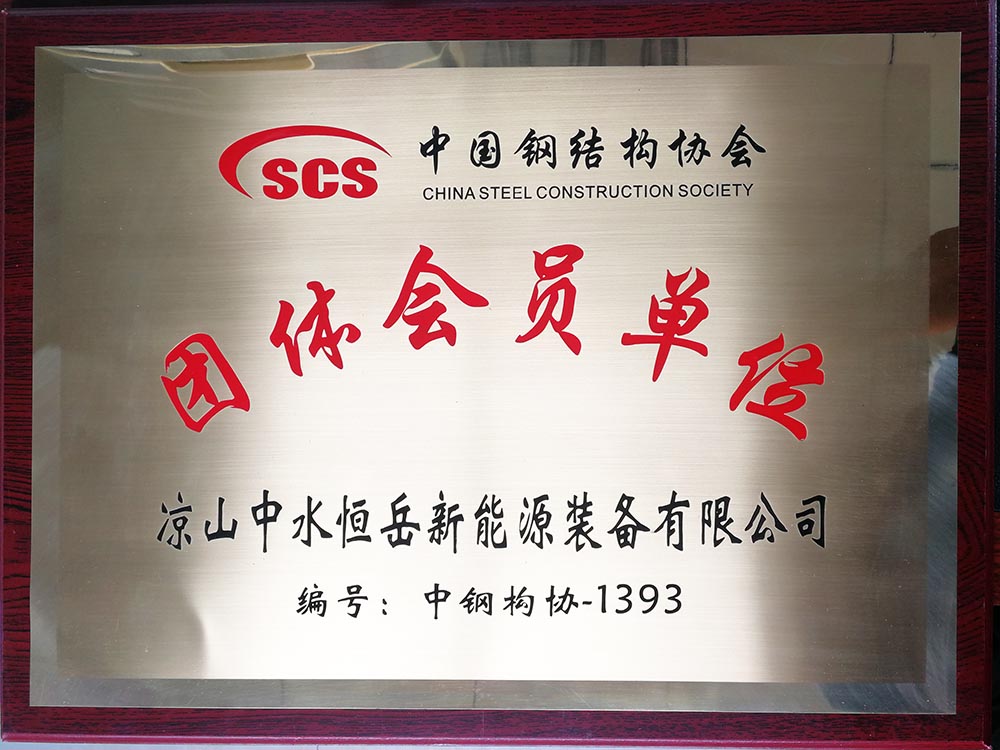 SCS 中国钢结构协会
CHINA STEEL CONSTRUCTION SOCIETY
团体会员单位
凉山中水恒岳新能源装备有限公司
编号：中钢构协-1393